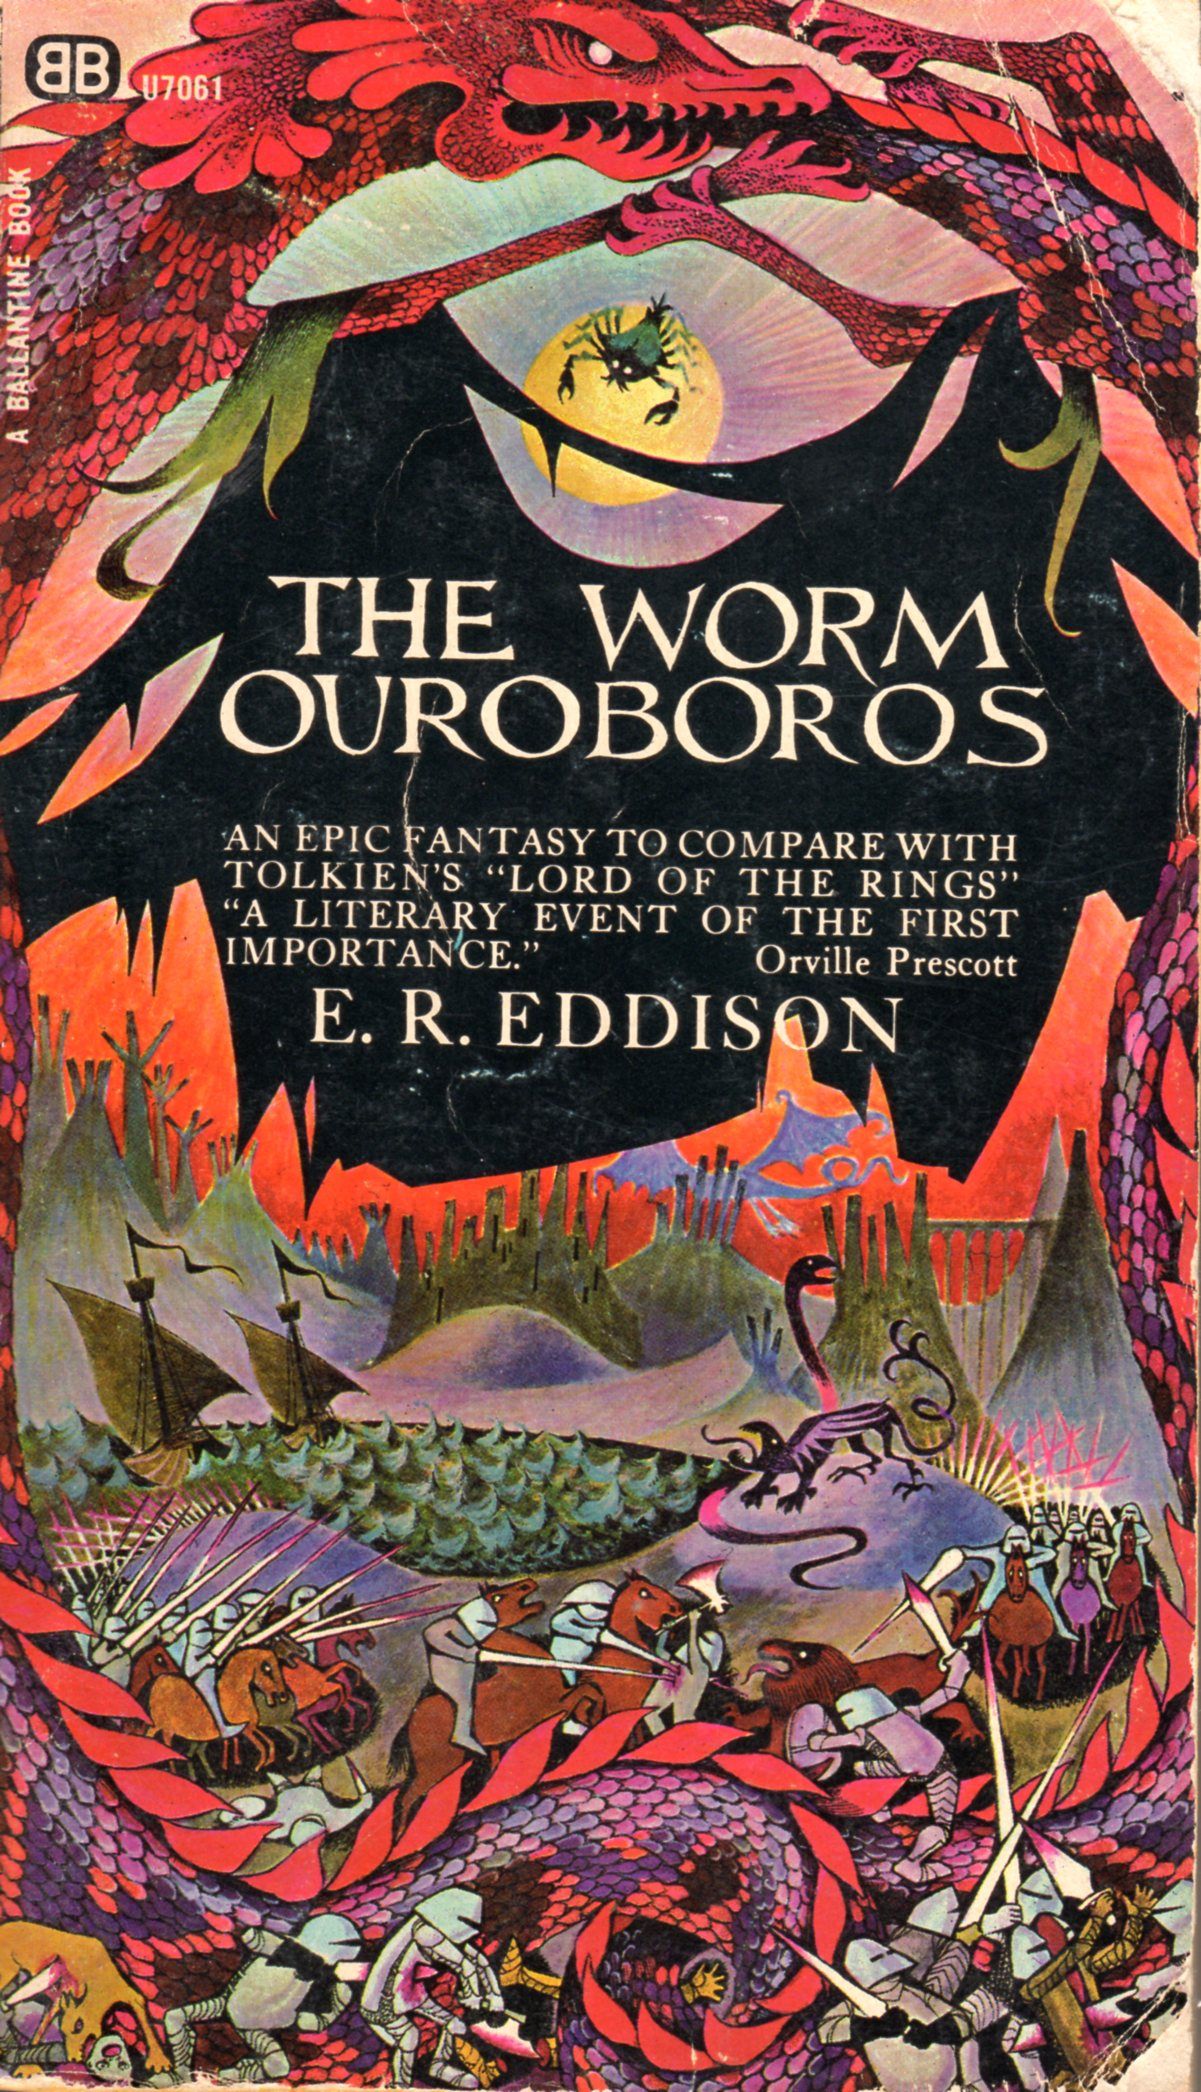 BB
U7061
A BALLANTINE BOOK
THE WORM
OUROBOROS
AN EPIC FANTASY TO COMPARE WITH
TOLKIEN'S "LORD OF THE RINGS"
"A LITERARY EVENT OF THE FIRST
IMPORTANCE." Orville Prescott
E. R. EDDISON